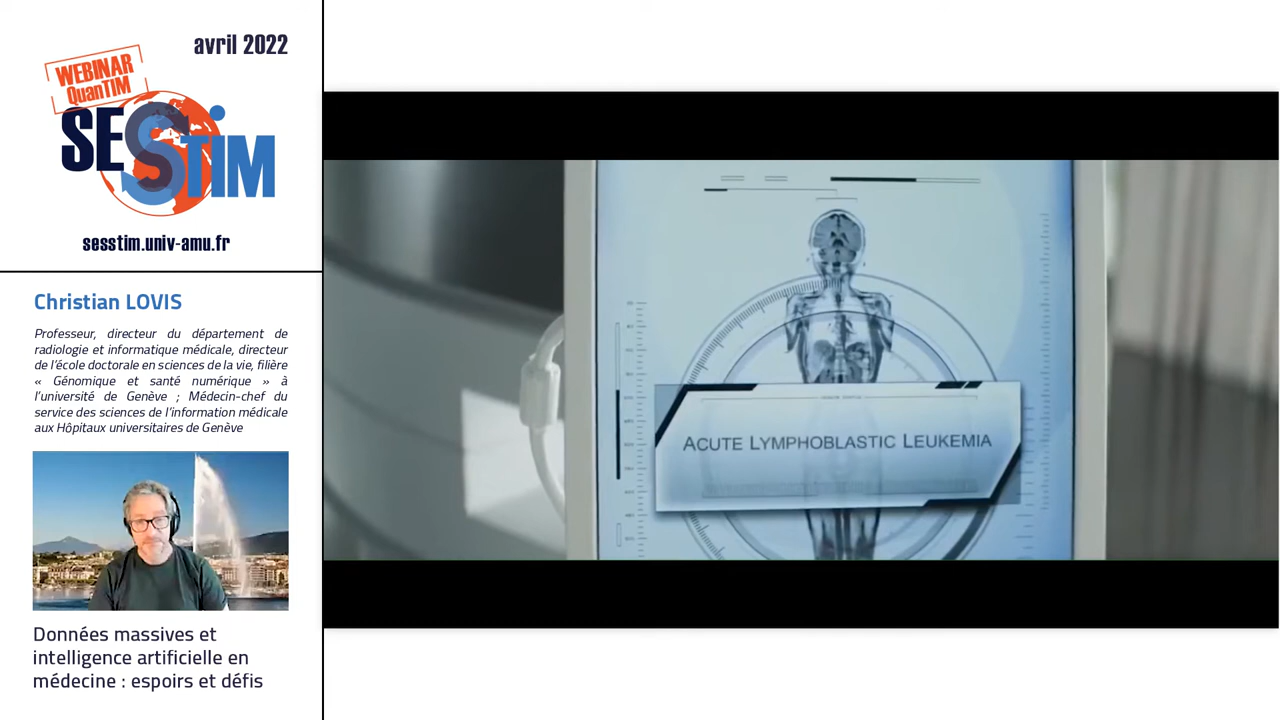 avril 2022
WEBINAR
QuanTIM
SESSTIM
sesstim.univ-amu.fr
Christian LOVIS
Professeur, directeur du département de
radiologie et informatique médicale, directeur
de l'école doctorale en sciences de la vie, filière
« Génomique et santé numérique » à
l'université de Genève ; Médecin-chef du
service des sciences de l'information médicale
aux Hôpitaux universitaires de Genève
Données massives et
intelligence artificielle en
médecine : espoirs et défis
ACUTE LYMPHOBLASTIC LEUKEMIA